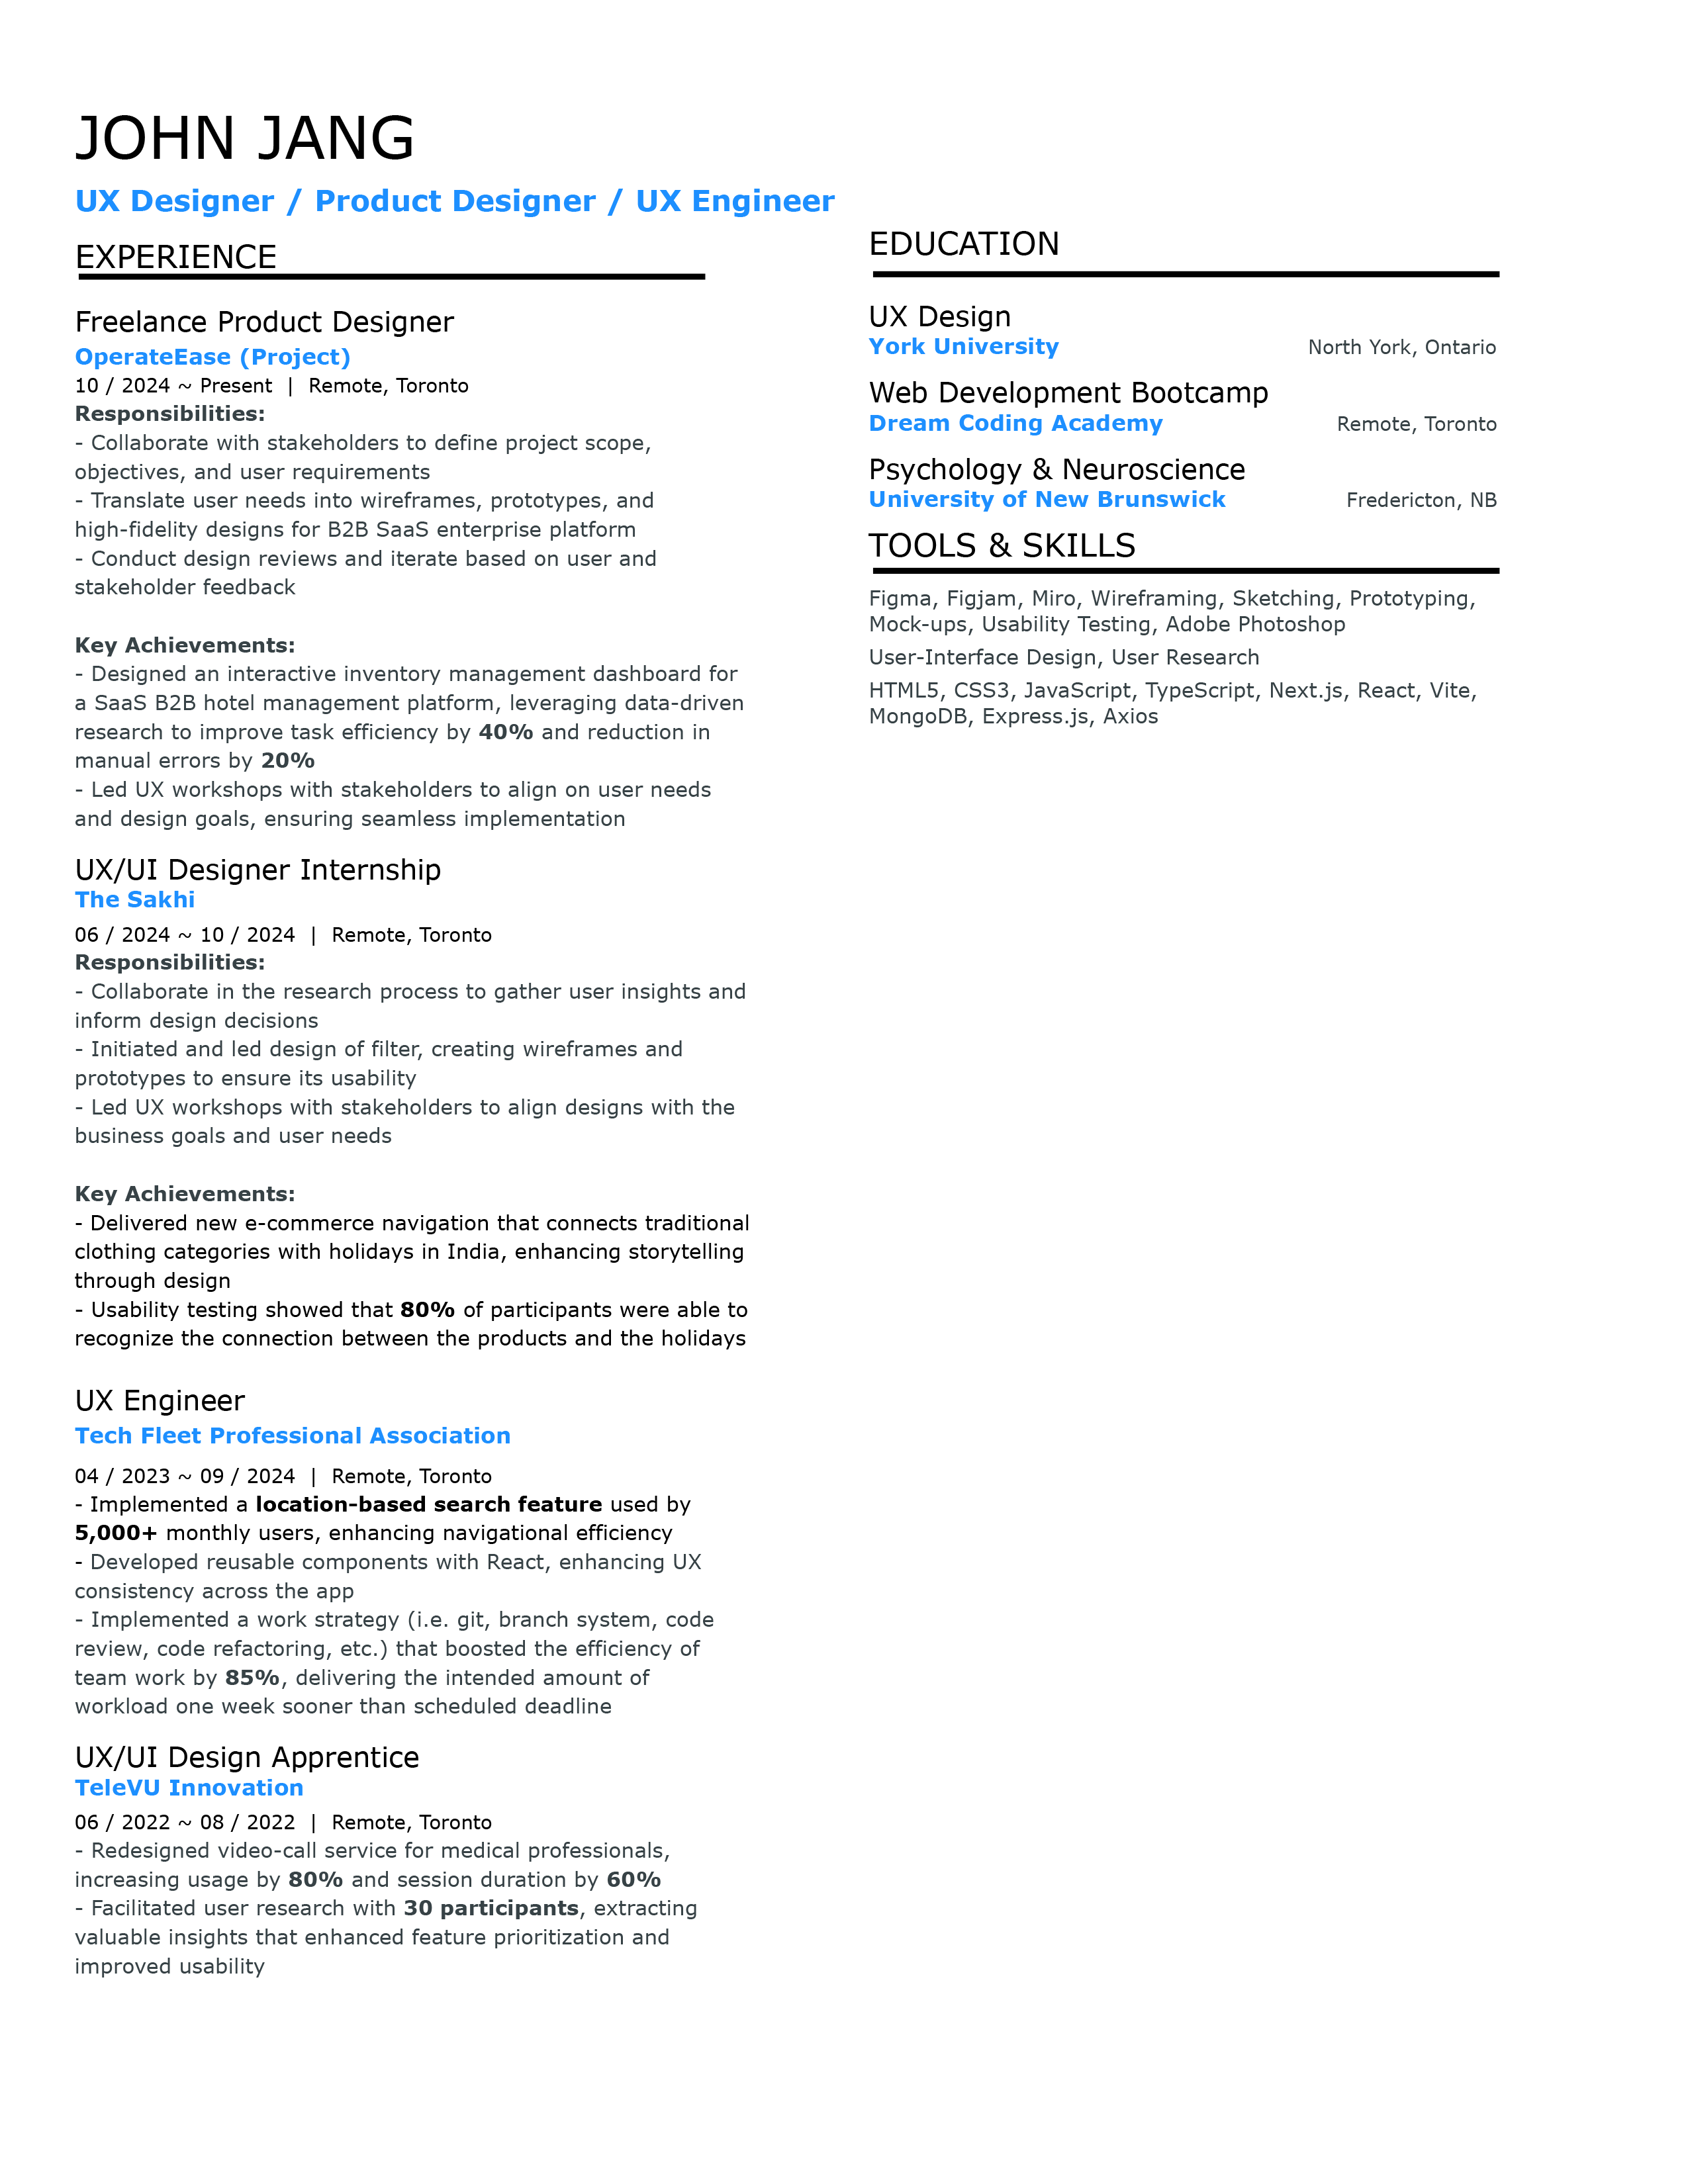 JOHN JANG
UX Designer / Product Designer / UX Engineer
EXPERIENCE
Freelance Product Designer
OperateEase (Project)
10 / 2024 ~ Present | Remote, Toronto
Responsibilities:
- Collaborate with stakeholders to define project scope,
objectives, and user requirements
- Translate user needs into wireframes, prototypes, and
high-fidelity designs for B2B SaaS enterprise platform
- Conduct design reviews and iterate based on user and
stakeholder feedback
Key Achievements:
- Designed an interactive inventory management dashboard for
a SaaS B2B hotel management platform, leveraging data-driven
research to improve task efficiency by 40% and reduction in
manual errors by 20%
- Led UX workshops with stakeholders to align on user needs
and design goals, ensuring seamless implementation
UX/UI Designer Internship
The Sakhi
06 / 2024 ~ 10 / 2024 | Remote, Toronto
Responsibilities:
- Collaborate in the research process to gather user insights and
inform design decisions
- Initiated and led design of filter, creating wireframes and
prototypes to ensure its usability
- Led UX workshops with stakeholders to align designs with the
business goals and user needs
Key Achievements:
- Delivered new e-commerce navigation that connects traditional
clothing categories with holidays in India, enhancing storytelling
through design
- Usability testing showed that 80% of participants were able to
recognize the connection between the products and the holidays
UX Engineer
Tech Fleet Professional Association
04 / 2023 ~ 09 / 2024 | Remote, Toronto
- Implemented a location-based search feature used by
5,000+ monthly users, enhancing navigational efficiency
- Developed reusable components with React, enhancing UX
consistency across the app
- Implemented a work strategy (i.e. git, branch system, code
review, code refactoring, etc.) that boosted the efficiency of
team work by 85%, delivering the intended amount of
workload one week sooner than scheduled deadline
UX/UI Design Apprentice
TeleVU Innovation
06 / 2022 ~ 08 / 2022 | Remote, Toronto
- Redesigned video-call service for medical professionals,
increasing usage by 80% and session duration by 60%
- Facilitated user research with 30 participants, extracting
valuable insights that enhanced feature prioritization and
improved usability
EDUCATION
UX Design
York University North York, Ontario
Web Development Bootcamp
Dream Coding Academy Remote, Toronto
Psychology & Neuroscience
University of New Brunswick Fredericton, NB
TOOLS & SKILLS
Figma, Figjam, Miro, Wireframing, Sketching, Prototyping,
Mock-ups, Usability Testing, Adobe Photoshop
User-Interface Design, User Research
HTML5, CSS3, JavaScript, TypeScript, Next.js, React, Vite,
MongoDB, Express.js, Axios